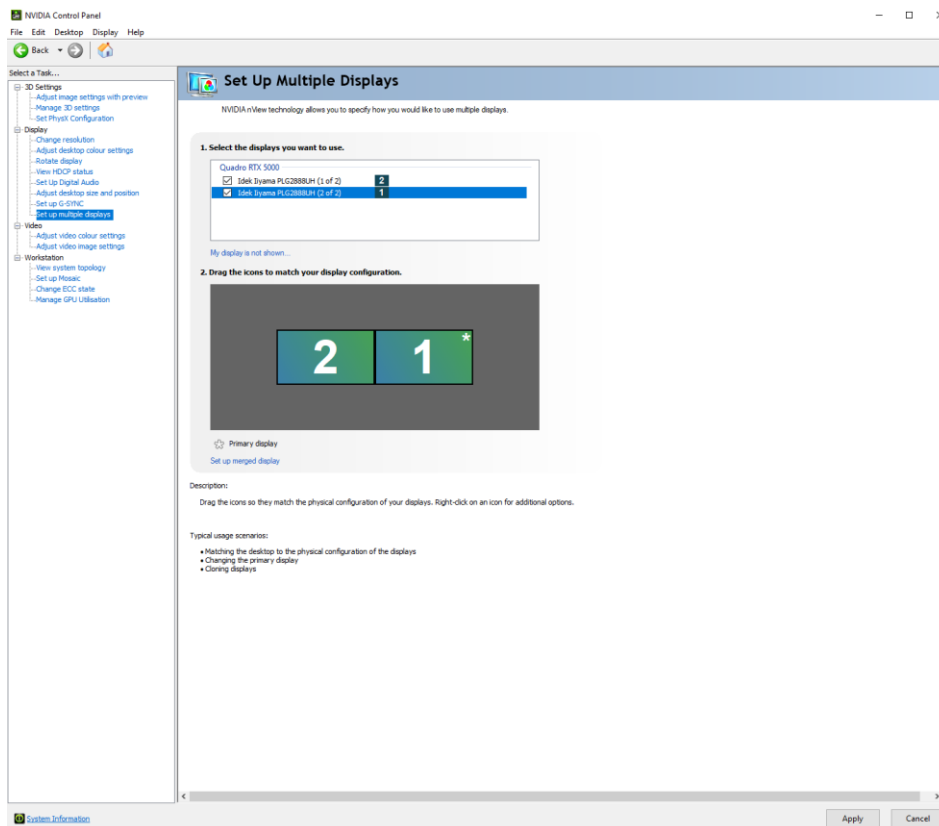 NVIDIA Control Panel
File Edit Desktop Display Help
Back
Select a Task...
3D Settings
Adjust image settings with preview
Manage 3D settings
Set PhysX Configuration
Display
Change resolution
Adjust desktop colour settings
Rotate display
View HDCP status
Set Up Digital Audio
Adjust desktop size and position
Set up G-SYNC
Set up multiple displays
Video
Adjust video colour settings
Adjust video image settings
Workstation
View system topology
Set up Mosaic
Change ECC state
Manage GPU Utilisation
Set Up Multiple Displays
NVIDIA nView technology allows you to specify how you would like to use multiple displays.
1. Select the displays you want to use.
Quadro RTX 5000
Idek Iiyama PLG2888UH (1 of 2) 2
Idek Iiyama PLG2888UH (2 of 2) 1
My display is not shown...
2. Drag the icons to match your display configuration.
2 1 *
Primary display
Set up merged display
Description:
Drag the icons so they match the physical configuration of your displays. Right-click on an icon for additional options.
Typical usage scenarios:
• Matching the desktop to the physical configuration of the displays
• Changing the primary display
• Cloning displays
System Information
Apply Cancel